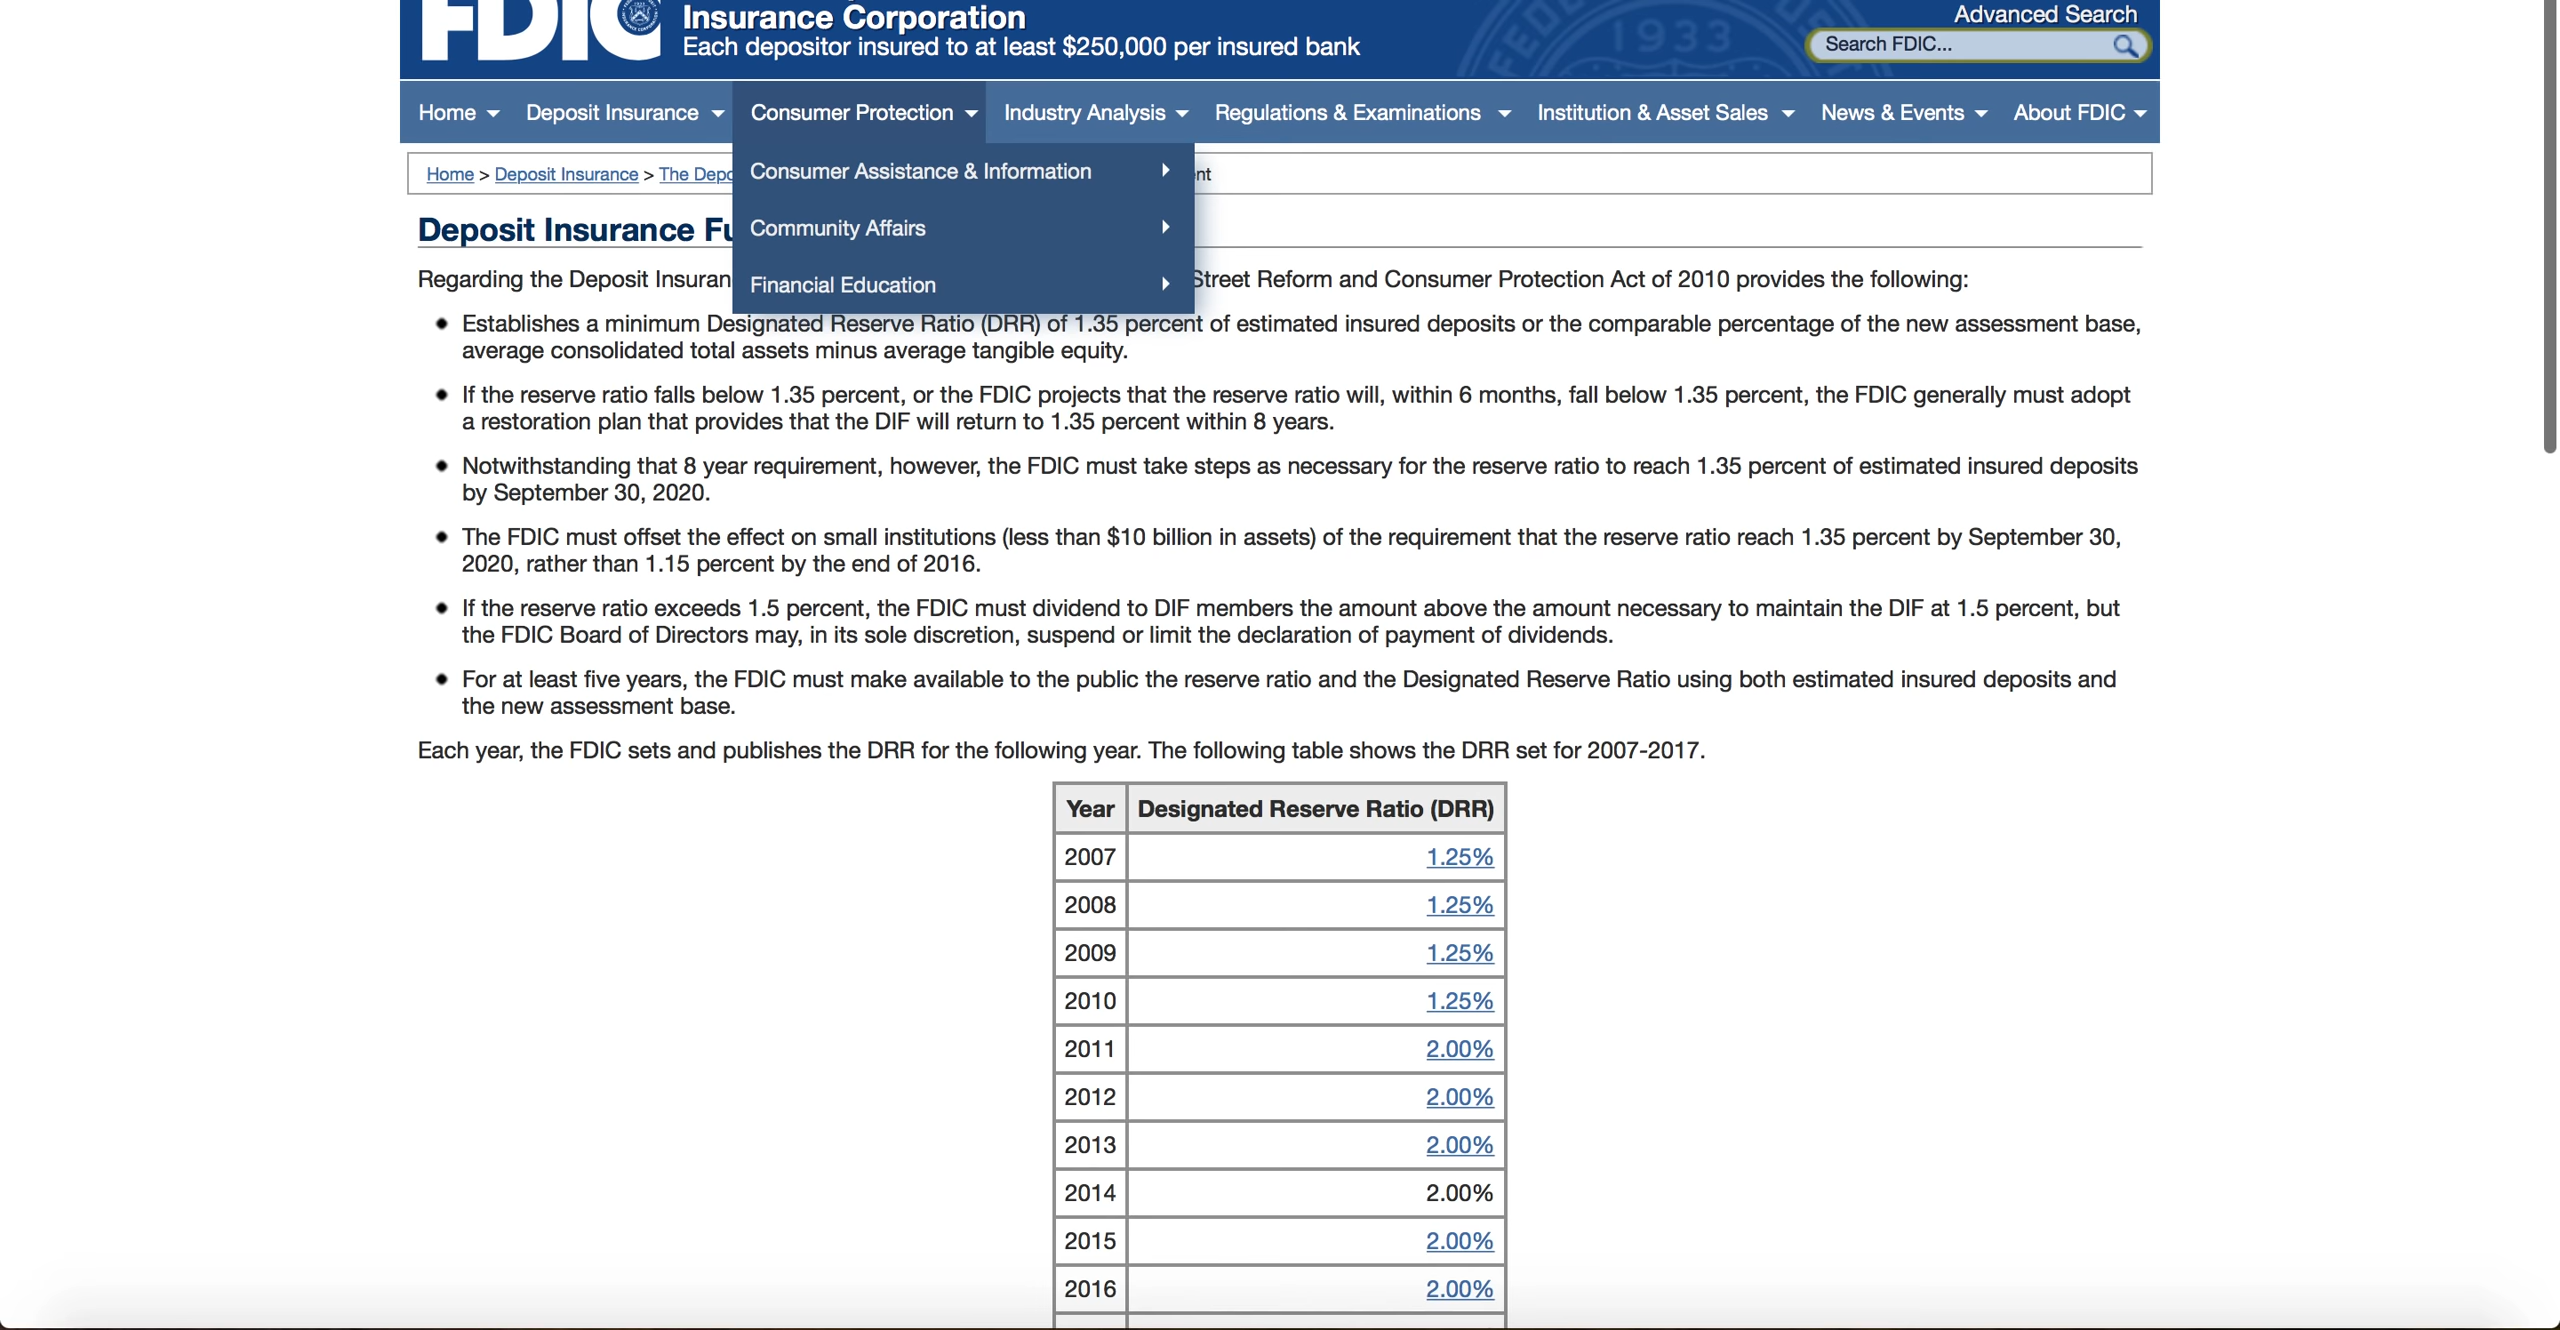 FDIC
Insurance Corporation
Each depositor insured to at least $250,000 per insured bank
1933
Advanced Search
Search FDIC...
Home Deposit Insurance Consumer Protection Industry Analysis Regulations & Examinations Institution & Asset Sales News & Events About FDIC
Consumer Assistance & Information
Community Affairs
Financial Education
Home > Deposit Insurance > The Depo nt
Deposit Insurance Fu
Regarding the Deposit Insuran Street Reform and Consumer Protection Act of 2010 provides the following:
Establishes a minimum Designated Reserve Ratio (DRR) of 1.35 percent of estimated insured deposits or the comparable percentage of the new assessment base,
average consolidated total assets minus average tangible equity.
If the reserve ratio falls below 1.35 percent, or the FDIC projects that the reserve ratio will, within 6 months, fall below 1.35 percent, the FDIC generally must adopt
a restoration plan that provides that the DIF will return to 1.35 percent within 8 years.
Notwithstanding that 8 year requirement, however, the FDIC must take steps as necessary for the reserve ratio to reach 1.35 percent of estimated insured deposits
by September 30, 2020.
The FDIC must offset the effect on small institutions (less than $10 billion in assets) of the requirement that the reserve ratio reach 1.35 percent by September 30,
2020, rather than 1.15 percent by the end of 2016.
If the reserve ratio exceeds 1.5 percent, the FDIC must dividend to DIF members the amount above the amount necessary to maintain the DIF at 1.5 percent, but
the FDIC Board of Directors may, in its sole discretion, suspend or limit the declaration of payment of dividends.
For at least five years, the FDIC must make available to the public the reserve ratio and the Designated Reserve Ratio using both estimated insured deposits and
the new assessment base.
Each year, the FDIC sets and publishes the DRR for the following year. The following table shows the DRR set for 2007-2017.
Year Designated Reserve Ratio (DRR)
2007 1.25%
2008 1.25%
2009 1.25%
2010 1.25%
2011 2.00%
2012 2.00%
2013 2.00%
2014 2.00%
2015 2.00%
2016 2.00%